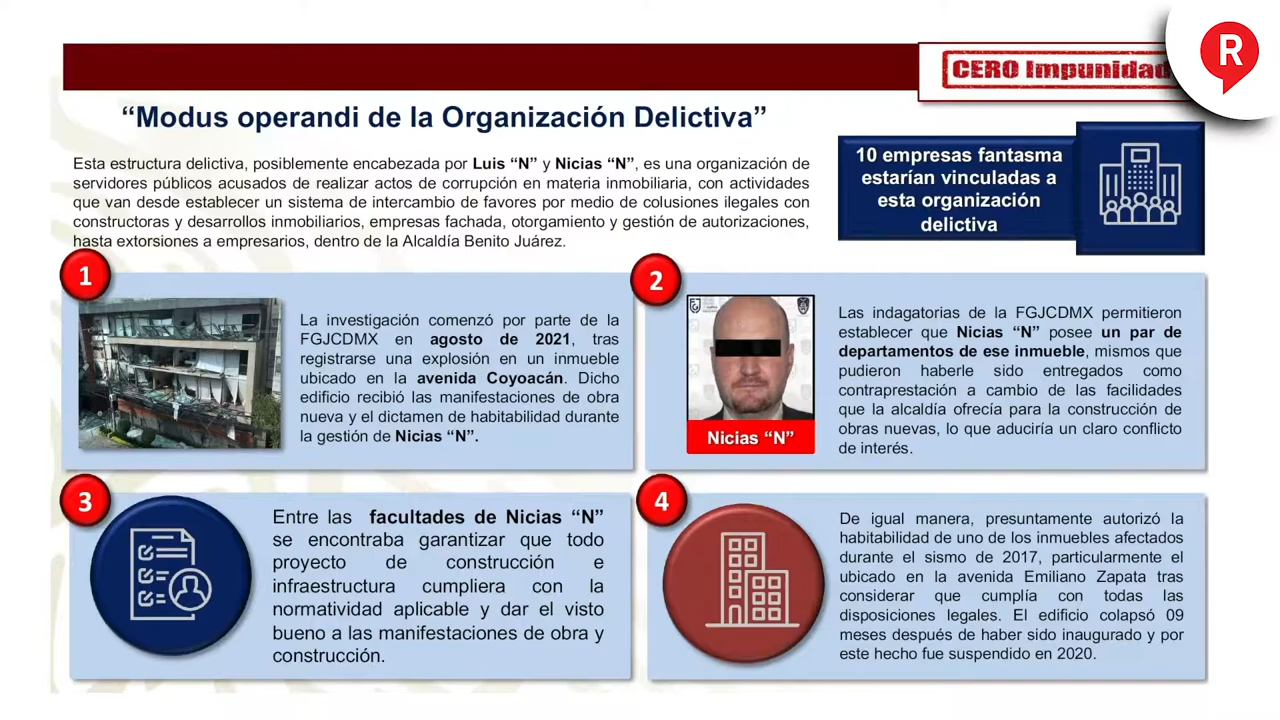 CERO Impunidad
R
“Modus operandi de la Organización Delictiva”
Esta estructura delictiva, posiblemente encabezada por Luis “N” y Nicias “N”, es una organización de
servidores públicos acusados de realizar actos de corrupción en materia inmobiliaria, con actividades
que van desde establecer un sistema de intercambio de favores por medio de colusiones ilegales con
constructoras y desarrollos inmobiliarios, empresas fachada, otorgamiento y gestión de autorizaciones,
hasta extorsiones a empresarios, dentro de la Alcaldía Benito Juárez.
10 empresas fantasma
estarían vinculadas a
esta organización
delictiva
1
La investigación comenzó por parte de la
FGJCDMX en agosto de 2021, tras
registrarse una explosión en un inmueble
ubicado en la avenida Coyoacán. Dicho
edificio recibió las manifestaciones de obra
nueva y el dictamen de habitabilidad durante
la gestión de Nicias “N”.
2
Nicias “N”
Las indagatorias de la FGJCDMX permitieron
establecer que Nicias “N” posee un par de
departamentos de ese inmueble, mismos que
pudieron haberle sido entregados como
contraprestación a cambio de las facilidades
que la alcaldía ofrecía para la construcción de
obras nuevas, lo que aduciría un claro conflicto
de interés.
3
Entre las facultades de Nicias “N”
se encontraba garantizar que todo
proyecto de construcción e
infraestructura cumpliera con la
normatividad aplicable y dar el visto
bueno a las manifestaciones de obra y
construcción.
4
De igual manera, presuntamente autorizó la
habitabilidad de uno de los inmuebles afectados
durante el sismo de 2017, particularmente el
ubicado en la avenida Emiliano Zapata tras
considerar que cumplía con todas las
disposiciones legales. El edificio colapsó 09
meses después de haber sido inaugurado y por
este hecho fue suspendido en 2020.